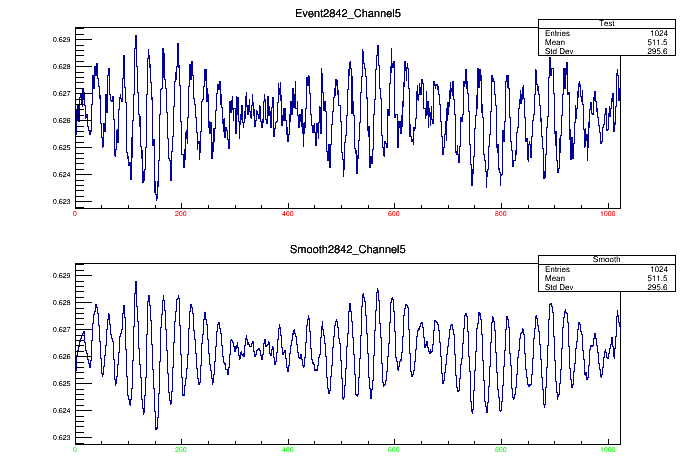 Event2842_Channel5
Test
Entries 1024
Mean 511.5
Std Dev 295.6
0.629
0.628
0.627
0.626
0.625
0.624
0.623
0 200 400 600 800 1000
Smooth2842_Channel5
Smooth
Entries 1024
Mean 511.5
Std Dev 295.6
0.629
0.628
0.627
0.626
0.625
0.624
0.623
0 200 400 600 800 1000